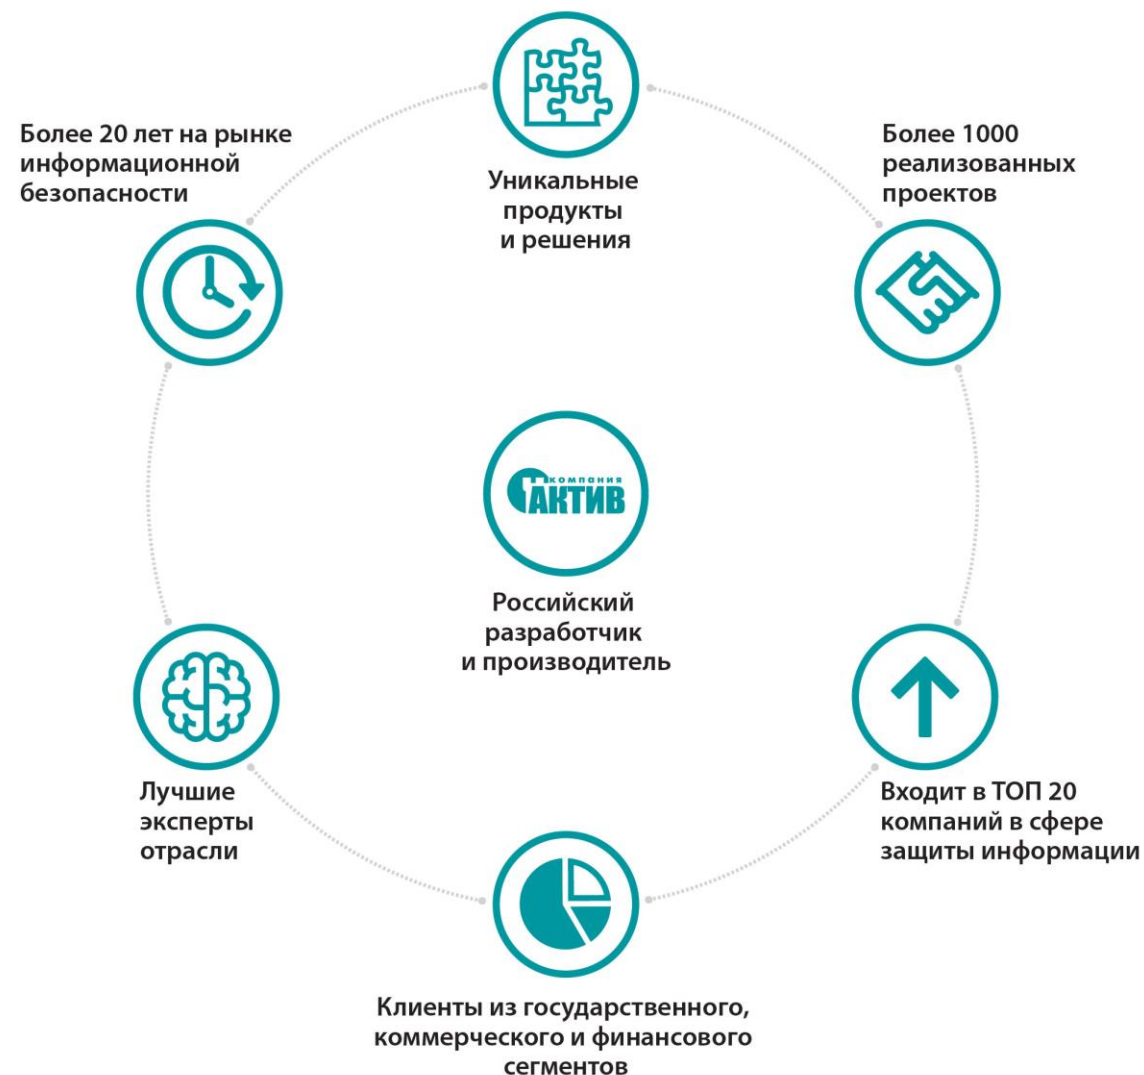 Уникальные
продукты
и решения
Более 20 лет на рынке
информационной
безопасности
Более 1000
реализованных
проектов
компания
АКТИВ
Российский
разработчик
и производитель
Лучшие
эксперты
отрасли
Входит в ТОП 20
компаний в сфере
защиты информации
Клиенты из государственного,
коммерческого и финансового
сегментов